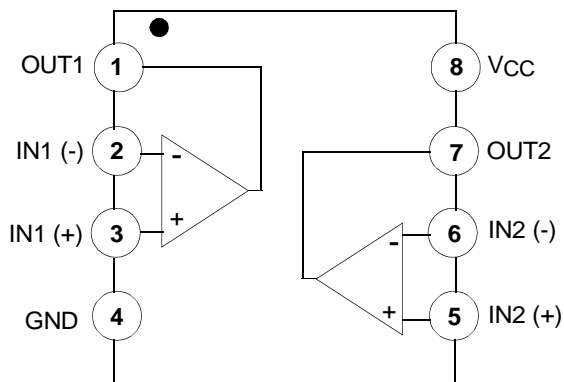 OUT1 1
8 VCC
IN1 (-) 2
-
7 OUT2
IN1 (+) 3
+
6 IN2 (-)
-
GND 4
5 IN2 (+)
+